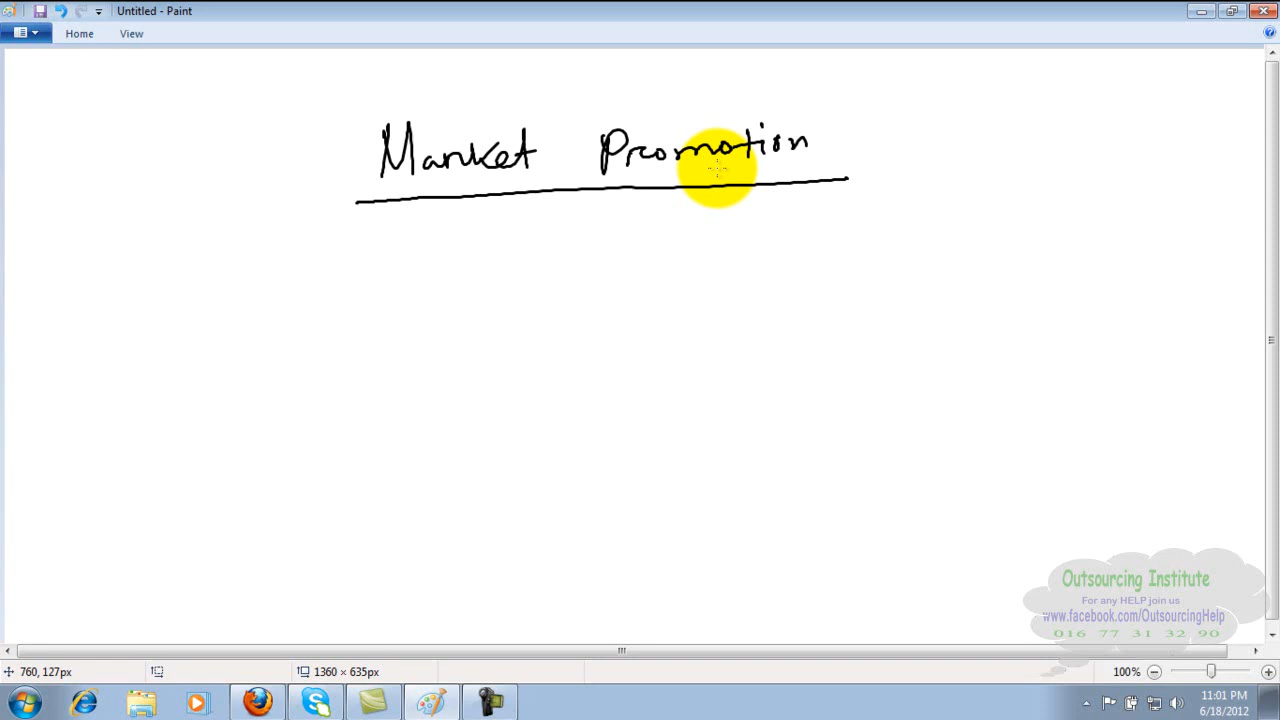 Untitled - Paint
Home View
Market Promotion
Outsourcing Institute
For any HELP join us
www.facebook.com/OutsourcingHelp
016 77 31 32 90
760, 127px
1360 × 635px
100%
11:01 PM
6/18/2012